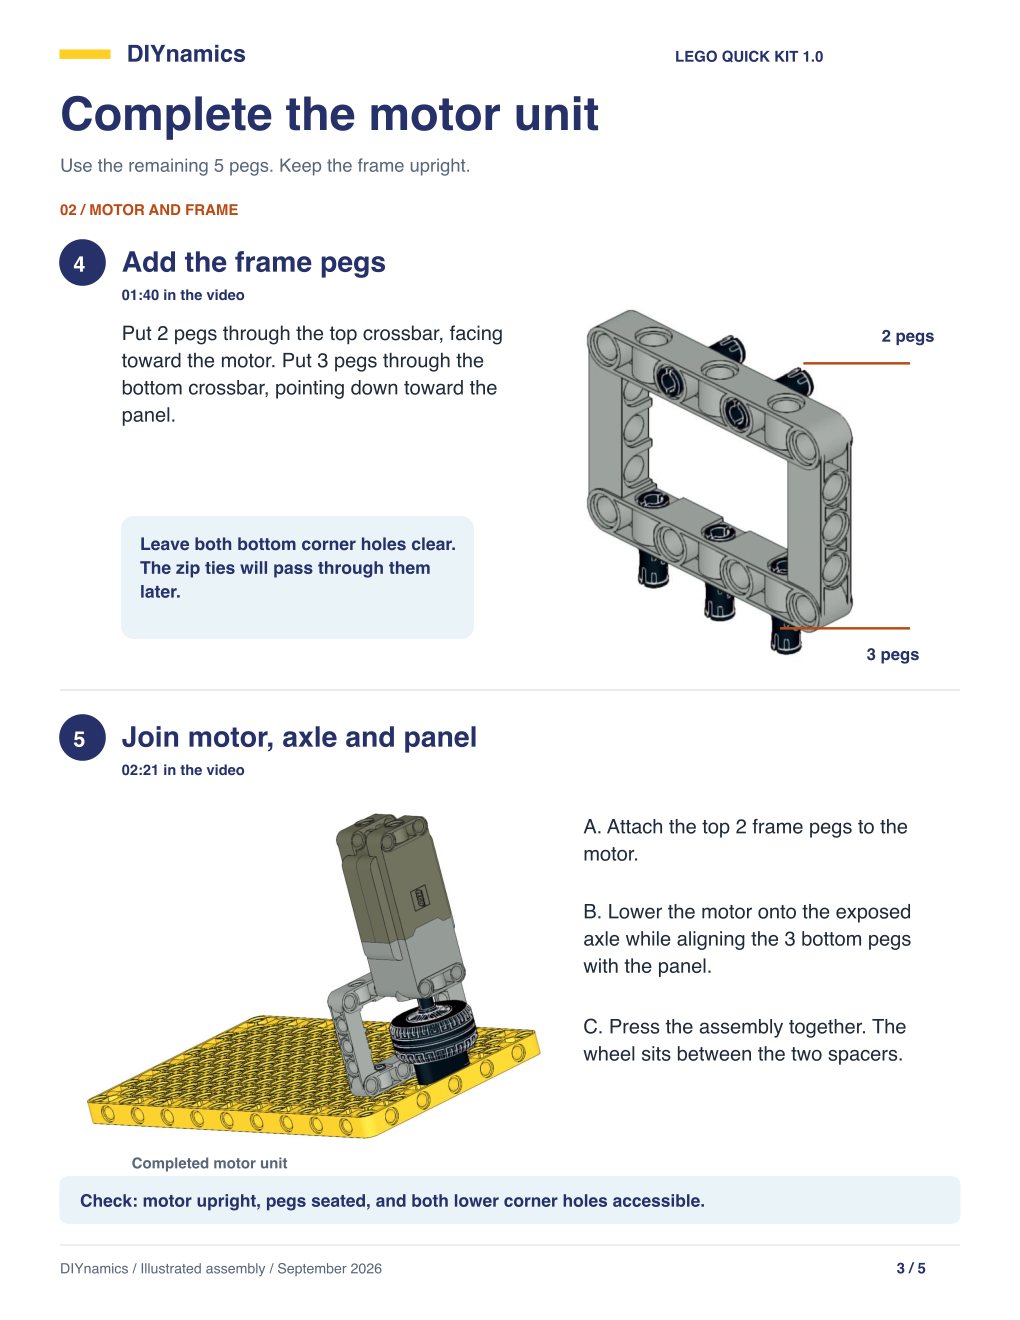 DIYnamics
LEGO QUICK KIT 1.0
Complete the motor unit
Use the remaining 5 pegs. Keep the frame upright.
02 / MOTOR AND FRAME
4
Add the frame pegs
01:40 in the video
Put 2 pegs through the top crossbar, facing
toward the motor. Put 3 pegs through the
bottom crossbar, pointing down toward the
panel.
Leave both bottom corner holes clear.
The zip ties will pass through them
later.
2 pegs
3 pegs
5
Join motor, axle and panel
02:21 in the video
A. Attach the top 2 frame pegs to the
motor.
B. Lower the motor onto the exposed
axle while aligning the 3 bottom pegs
with the panel.
C. Press the assembly together. The
wheel sits between the two spacers.
Completed motor unit
Check: motor upright, pegs seated, and both lower corner holes accessible.
DIYnamics / Illustrated assembly / September 2026
3 / 5